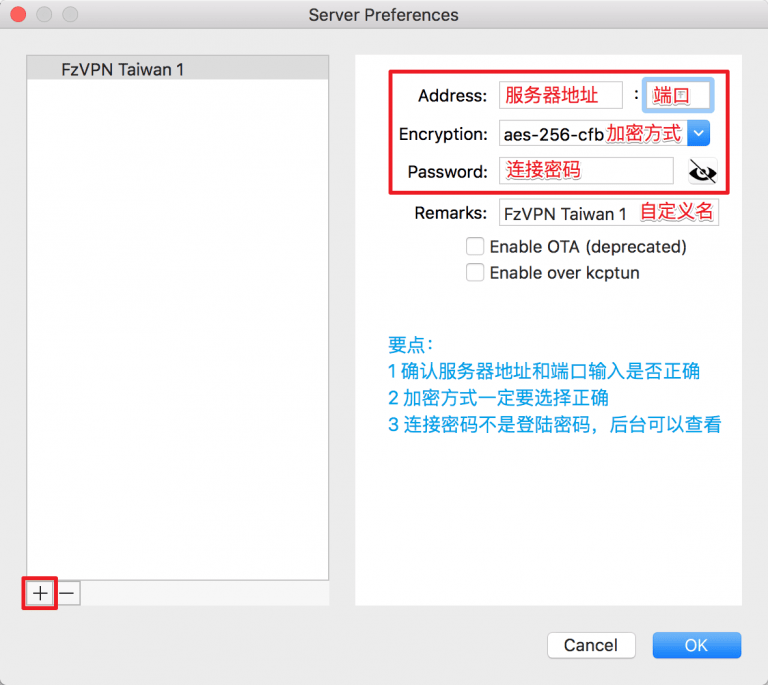 Server Preferences
FzVPN Taiwan 1
Address: 服务器地址 : 端口
Encryption: aes-256-cfb 加密方式
Password: 连接密码
Remarks: FzVPN Taiwan 1 自定义名
Enable OTA (deprecated)
Enable over kcptun
要点：
1 确认服务器地址和端口输入是否正确
2 加密方式一定要选择正确
3 连接密码不是登陆密码，后台可以查看
+ −
Cancel OK